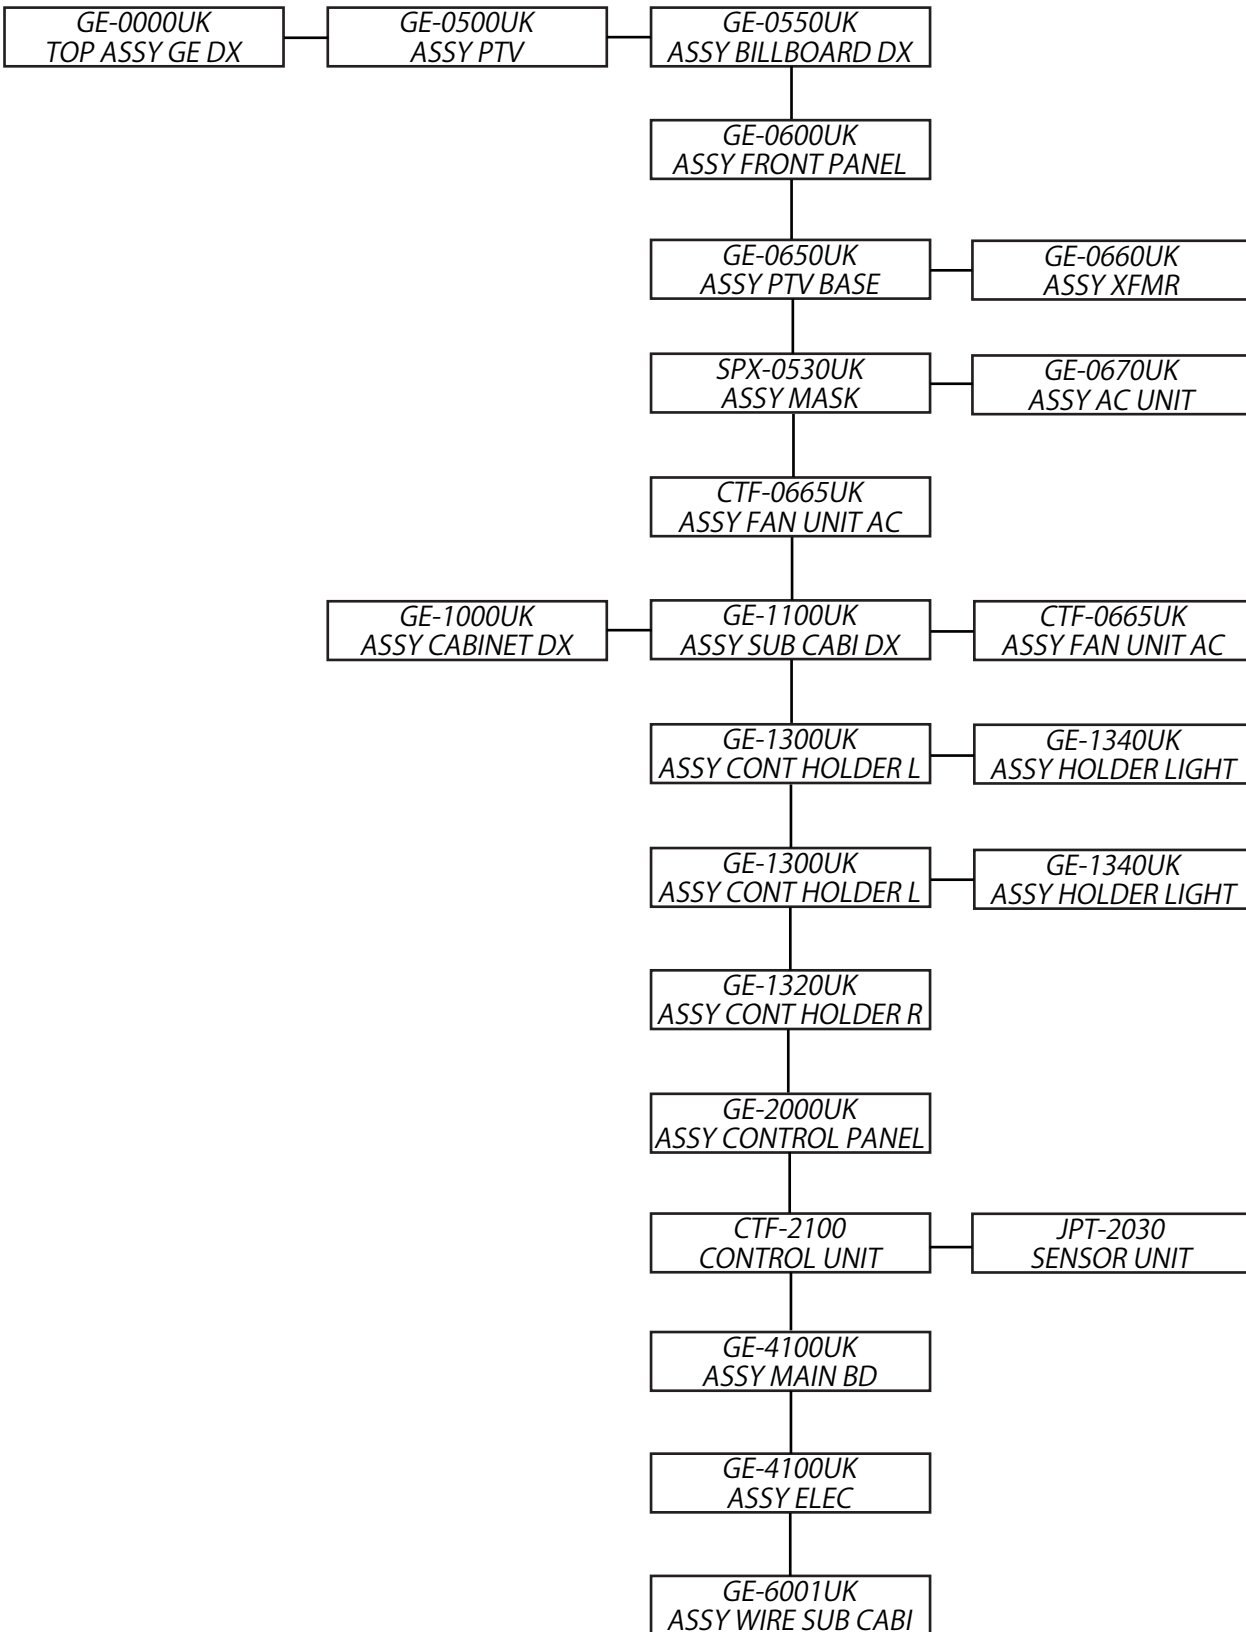 GE-0000UK
TOP ASSY GE DX
GE-0500UK
ASSY PTV
GE-0550UK
ASSY BILLBOARD DX
GE-0600UK
ASSY FRONT PANEL
GE-0650UK
ASSY PTV BASE
GE-0660UK
ASSY XFMR
SPX-0530UK
ASSY MASK
GE-0670UK
ASSY AC UNIT
CTF-0665UK
ASSY FAN UNIT AC
GE-1000UK
ASSY CABINET DX
GE-1100UK
ASSY SUB CABI DX
CTF-0665UK
ASSY FAN UNIT AC
GE-1300UK
ASSY CONT HOLDER L
GE-1340UK
ASSY HOLDER LIGHT
GE-1300UK
ASSY CONT HOLDER L
GE-1340UK
ASSY HOLDER LIGHT
GE-1320UK
ASSY CONT HOLDER R
GE-2000UK
ASSY CONTROL PANEL
CTF-2100
CONTROL UNIT
JPT-2030
SENSOR UNIT
GE-4100UK
ASSY MAIN BD
GE-4100UK
ASSY ELEC
GE-6001UK
ASSY WIRE SUB CABI